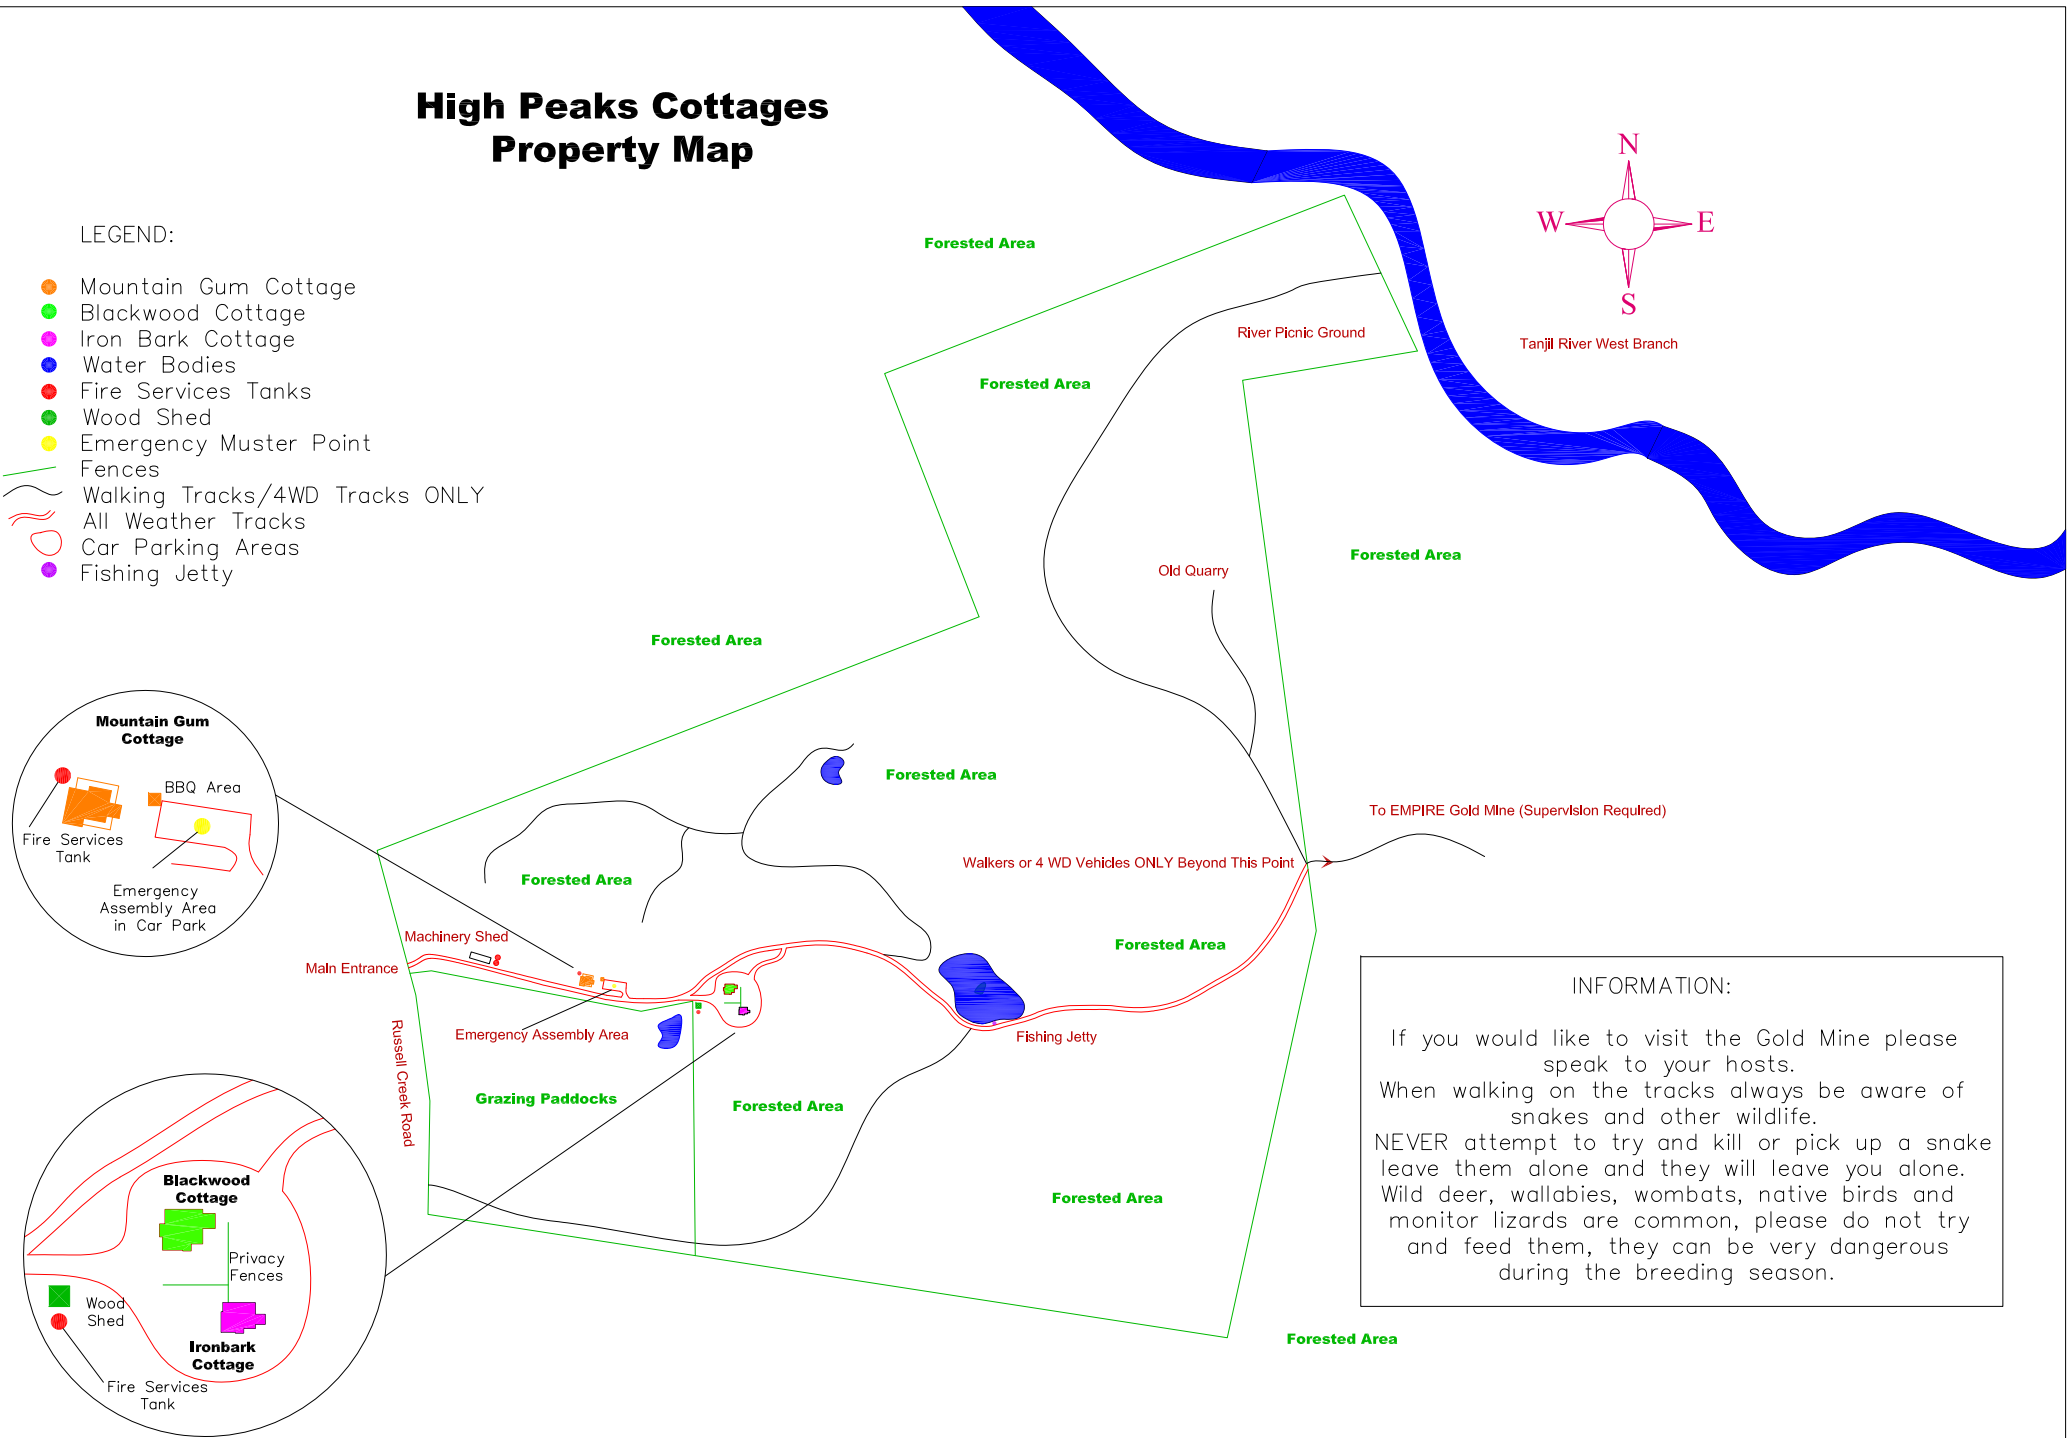 High Peaks Cottages
Property Map
N
W
E
S
LEGEND:
Mountain Gum Cottage
Blackwood Cottage
Iron Bark Cottage
Water Bodies
Fire Services Tanks
Wood Shed
Emergency Muster Point
Fences
Walking Tracks/4WD Tracks ONLY
All Weather Tracks
Car Parking Areas
Fishing Jetty
Forested Area
River Picnic Ground
Tanjil River West Branch
Forested Area
Forested Area
Old Quarry
Forested Area
Mountain Gum
Cottage
BBQ Area
Fire Services
Tank
Emergency
Assembly Area
in Car Park
Forested Area
To EMPIRE Gold Mine (Supervision Required)
Walkers or 4 WD Vehicles ONLY Beyond This Point
Forested Area
Machinery Shed
Main Entrance
Forested Area
Emergency Assembly Area
Fishing Jetty
Russell Creek Road
Grazing Paddocks
Forested Area
Forested Area
Forested Area
Blackwood
Cottage
Privacy
Fences
Wood
Shed
Ironbark
Cottage
Fire Services
Tank
INFORMATION:
If you would like to visit the Gold Mine please
speak to your hosts.
When walking on the tracks always be aware of
snakes and other wildlife.
NEVER attempt to try and kill or pick up a snake
leave them alone and they will leave you alone.
Wild deer, wallabies, wombats, native birds and
monitor lizards are common, please do not try
and feed them, they can be very dangerous
during the breeding season.